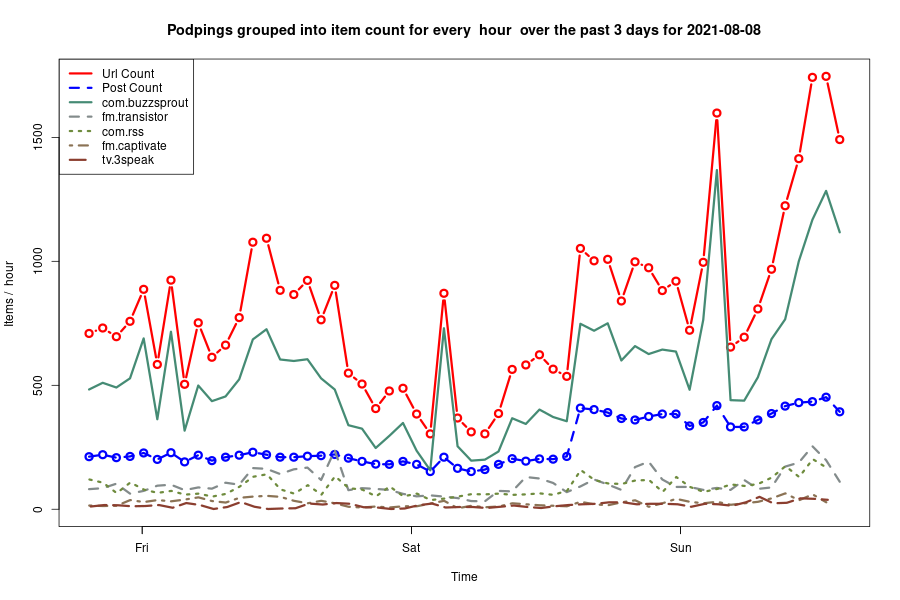 Podpings grouped into item count for every  hour  over the past 3 days for 2021-08-08
Url Count
Post Count
com.buzzsprout
fm.transistor
com.rss
fm.captivate
tv.3speak
1500
1000
500
0
Items /  hour
Fri
Sat
Sun
Time